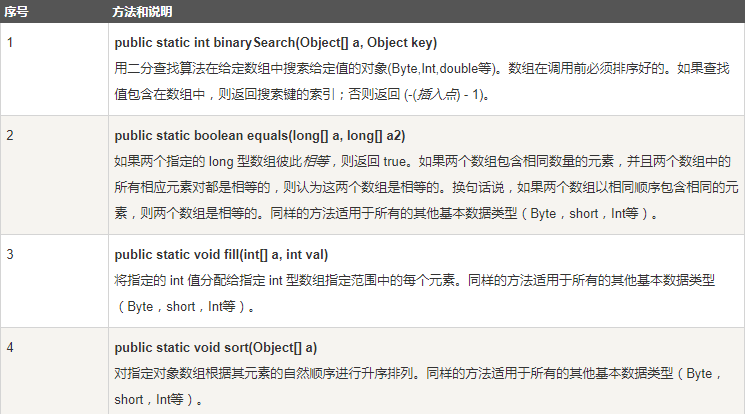 序号 方法和说明
1 public static int binarySearch(Object[] a, Object key)
用二分查找算法在给定数组中搜索给定值的对象(Byte,Int,double等)。数组在调用前必须排序好的。如果查找
值包含在数组中，则返回搜索键的索引；否则返回 (-(插入点) - 1)。
2 public static boolean equals(long[] a, long[] a2)
如果两个指定的 long 型数组彼此相等，则返回 true。如果两个数组包含相同数量的元素，并且两个数组中的
所有相应元素对都是相等的，则认为这两个数组是相等的。换句话说，如果两个数组以相同顺序包含相同的元
素，则两个数组是相等的。同样的方法适用于所有的其他基本数据类型（Byte，short，Int等）。
3 public static void fill(int[] a, int val)
将指定的 int 值分配给指定 int 型数组指定范围中的每个元素。同样的方法适用于所有的其他基本数据类型
（Byte，short，Int等）。
4 public static void sort(Object[] a)
对指定对象数组根据其元素的自然顺序进行升序排列。同样的方法适用于所有的其他基本数据类型（Byte，
short，Int等）。